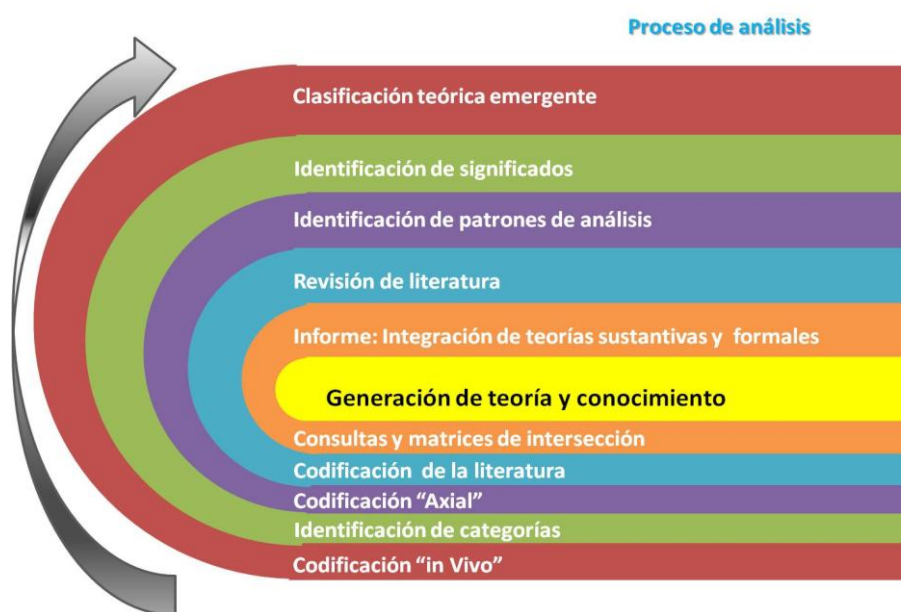 Proceso de análisis
Clasificación teórica emergente
Identificación de significados
Identificación de patrones de análisis
Revisión de literatura
Informe: Integración de teorías sustantivas y formales
Generación de teoría y conocimiento
Consultas y matrices de intersección
Codificación de la literatura
Codificación “Axial”
Identificación de categorías
Codificación “in Vivo”